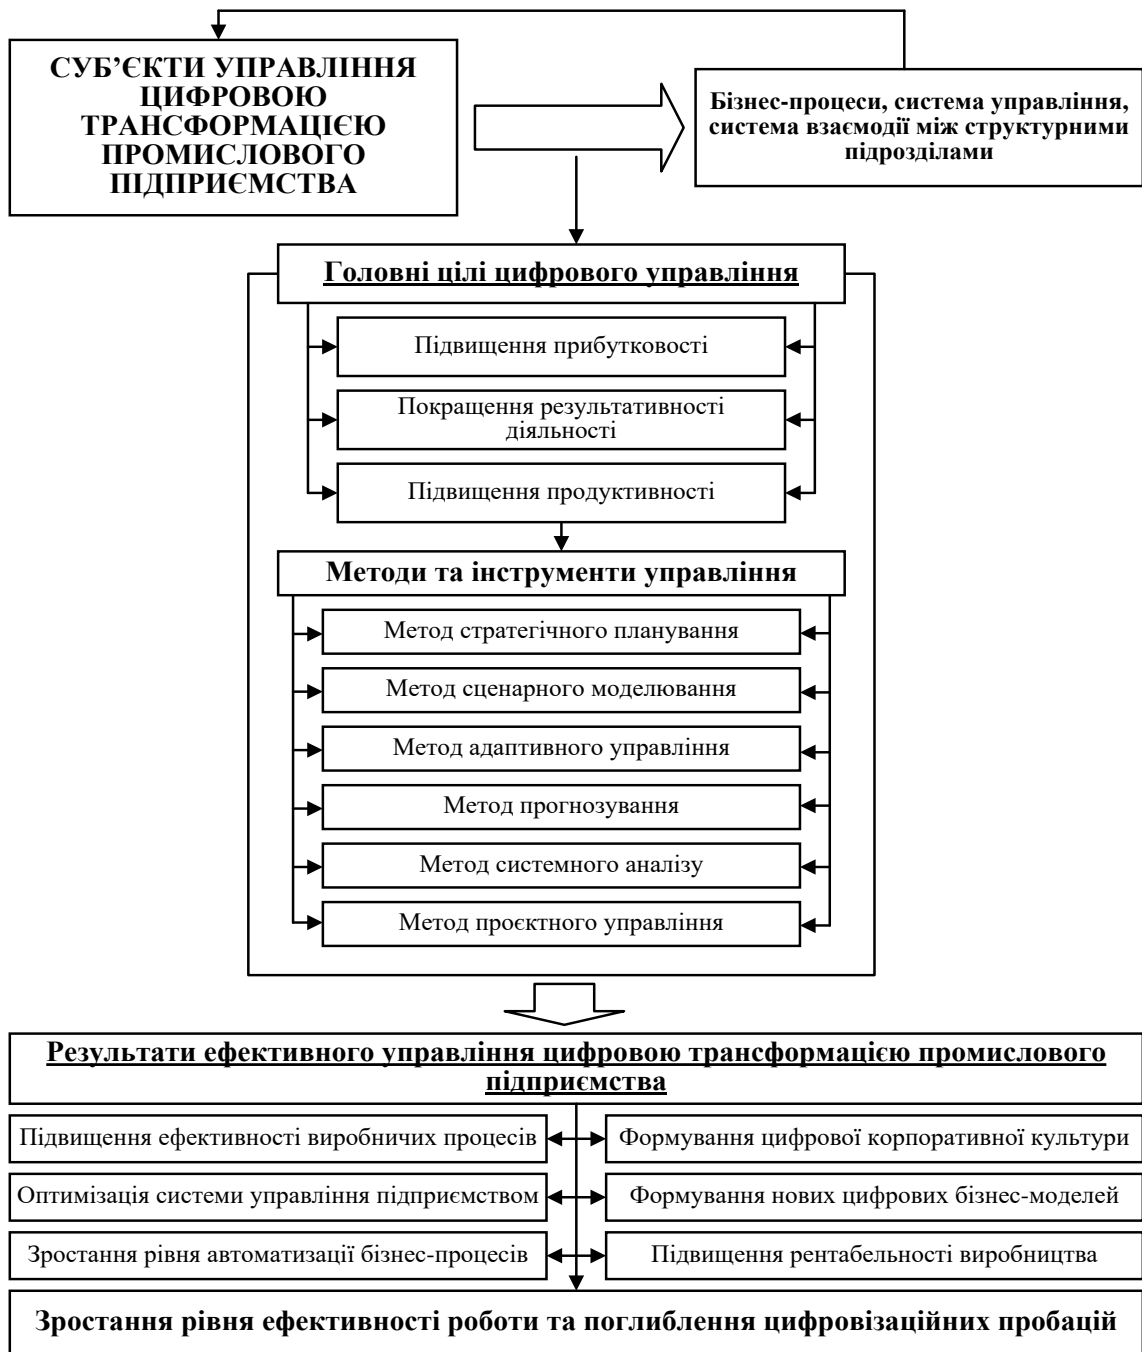 СУБ’ЄКТИ УПРАВЛІННЯ
ЦИФРОВОЮ
ТРАНСФОРМАЦІЄЮ
ПРОМИСЛОВОГО
ПІДПРИЄМСТВА
Бізнес-процеси, система управління,
система взаємодії між структурними
підрозділами
Головні цілі цифрового управління
Підвищення прибутковості
Покращення результативності
діяльності
Підвищення продуктивності
Методи та інструменти управління
Метод стратегічного планування
Метод сценарного моделювання
Метод адаптивного управління
Метод прогнозування
Метод системного аналізу
Метод проєктного управління
Результати ефективного управління цифровою трансформацією промислового
підприємства
Підвищення ефективності виробничих процесів
Формування цифрової корпоративної культури
Оптимізація системи управління підприємством
Формування нових цифрових бізнес-моделей
Зростання рівня автоматизації бізнес-процесів
Підвищення рентабельності виробництва
Зростання рівня ефективності роботи та поглиблення цифровізаційних пробацій